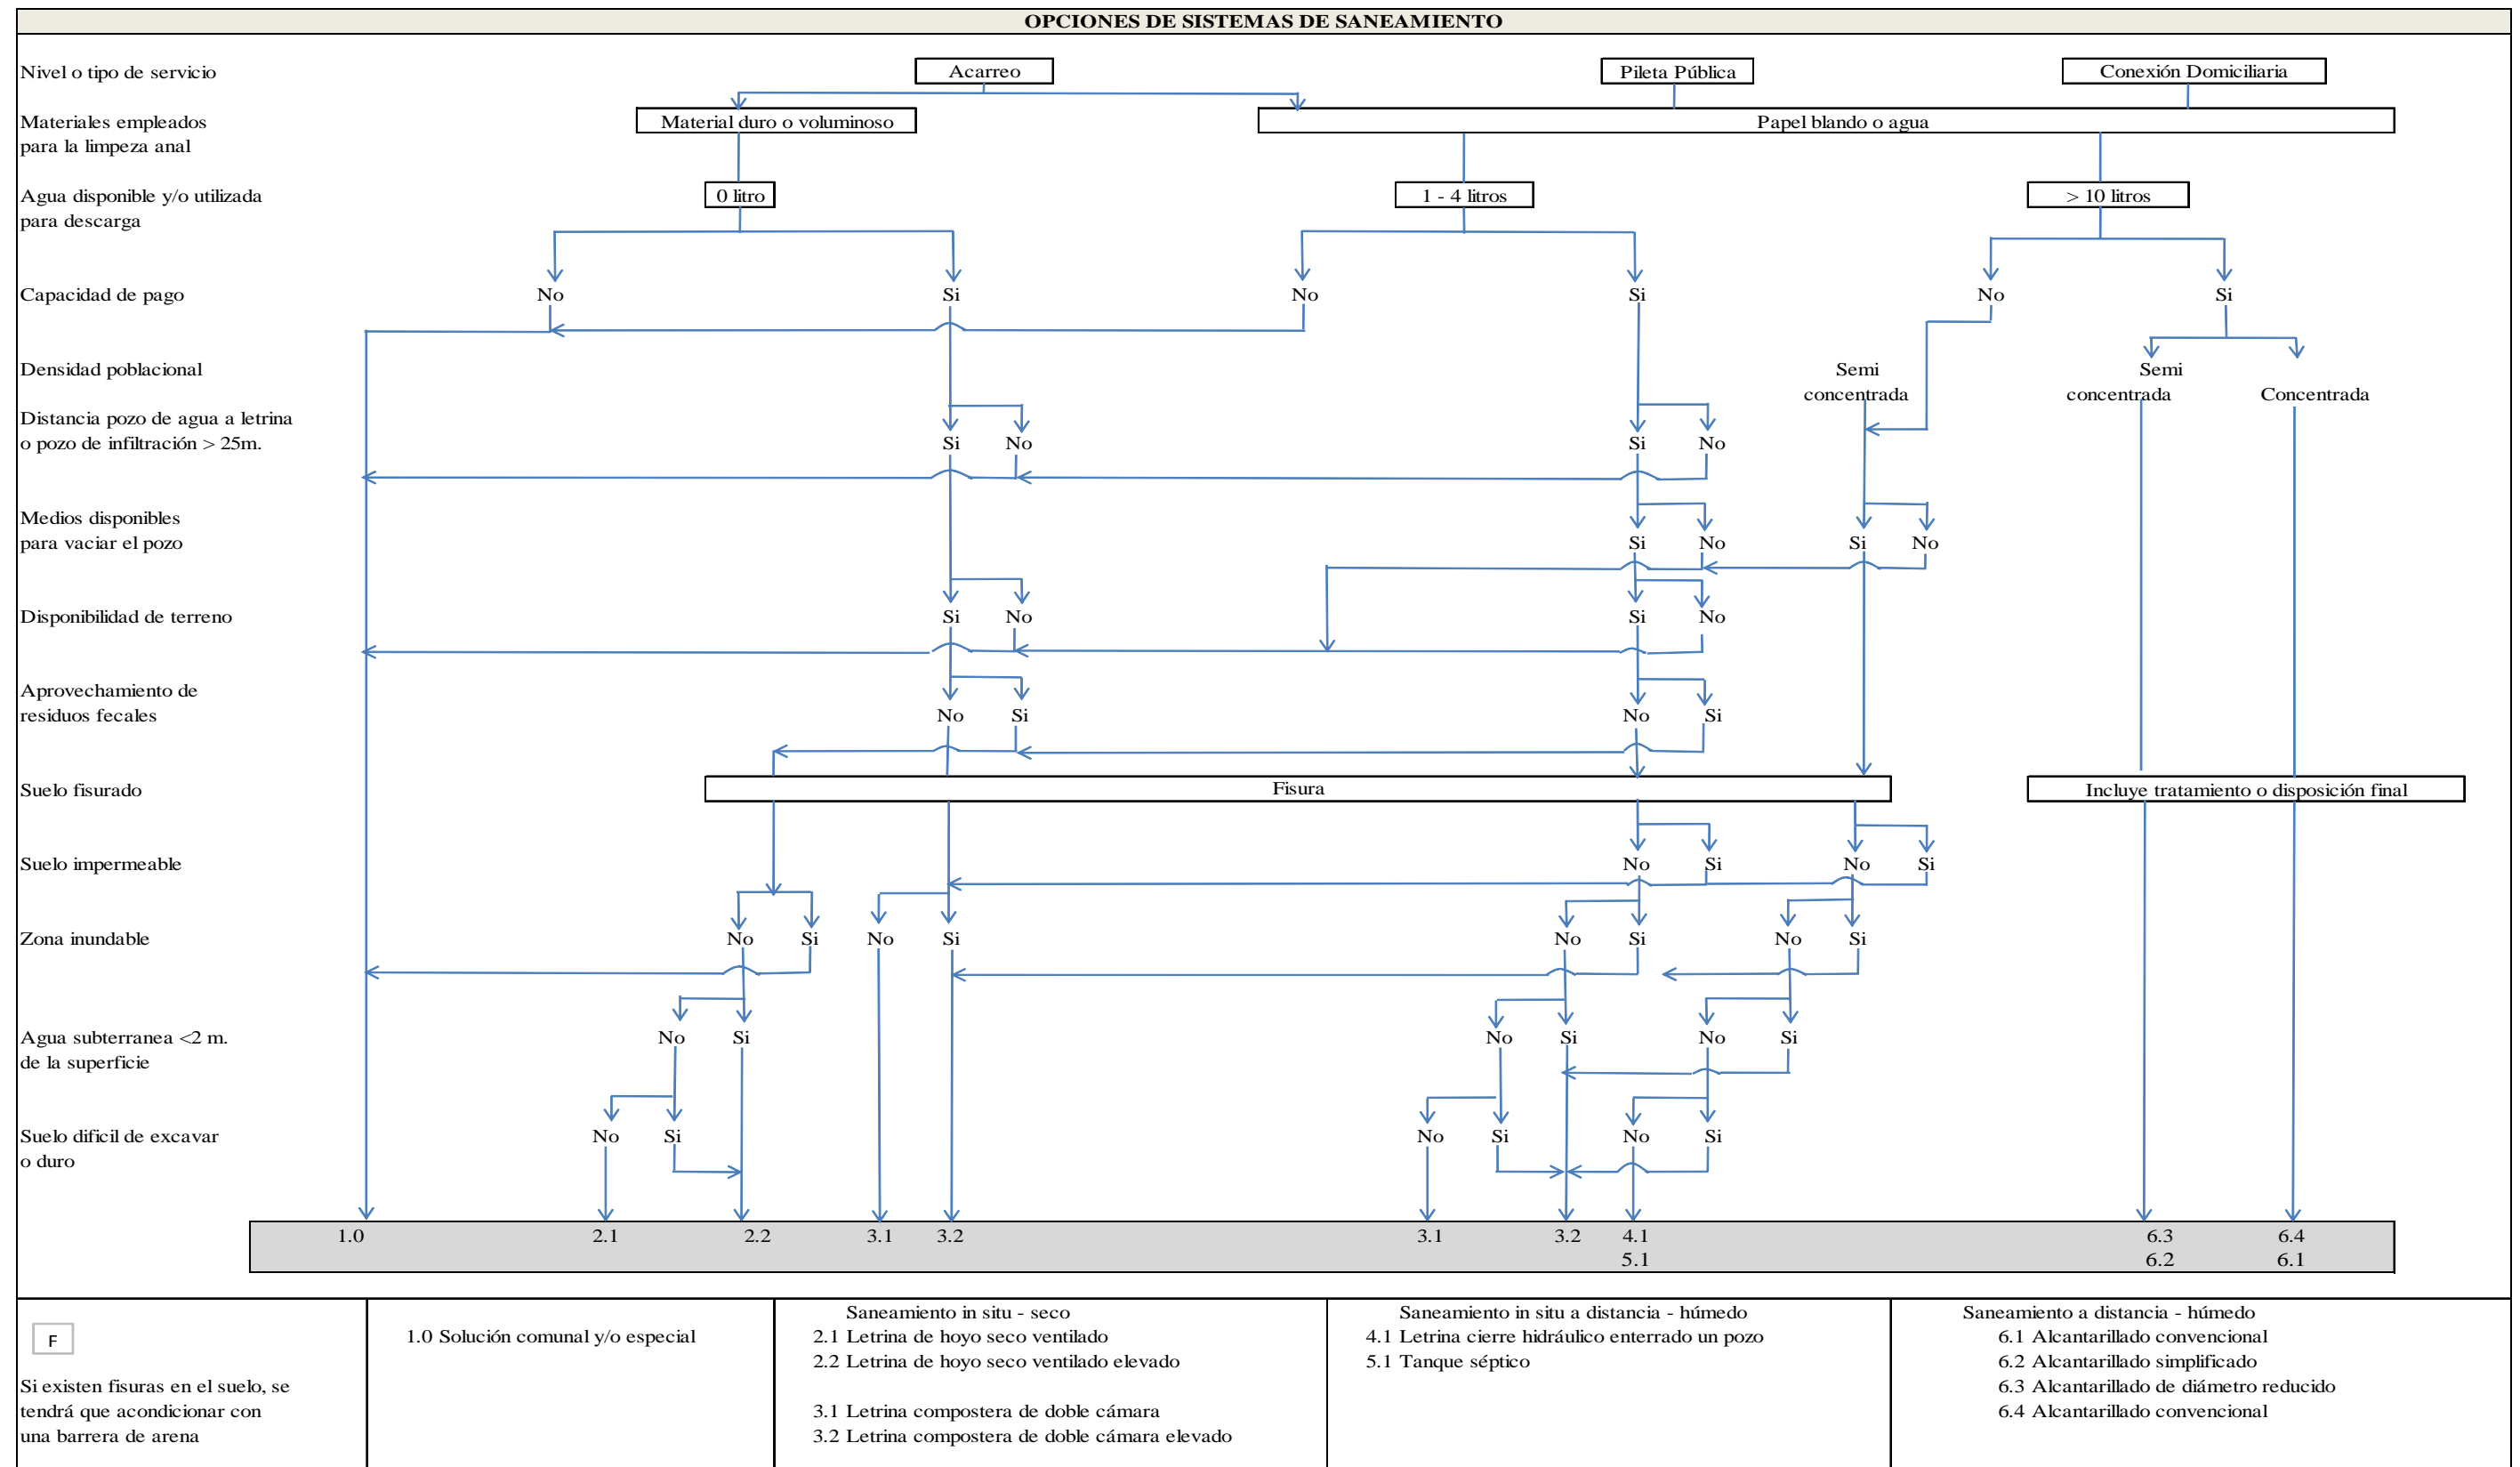 OPCIONES DE SISTEMAS DE SANEAMIENTO
Nivel o tipo de servicio
Acarreo
Pileta Pública
Conexión Domiciliaria
Materiales empleados
para la limpeza anal
Material duro o voluminoso
Papel blando o agua
Agua disponible y/o utilizada
para descarga
0 litro
1 - 4 litros
> 10 litros
Capacidad de pago
No Si No Si No Si
Densidad poblacional
Semi
concentrada
Semi
concentrada
Concentrada
Distancia pozo de agua a letrina
o pozo de infiltración > 25m.
Si No Si No
Medios disponibles
para vaciar el pozo
Si No Si No
Disponibilidad de terreno
Si No Si No
Aprovechamiento de
residuos fecales
No Si No Si
Suelo fisurado
Fisura
Incluye tratamiento o disposición final
Suelo impermeable
No Si No Si
Zona inundable
No Si No Si No Si No Si
Agua subterranea <2 m.
de la superficie
No Si No Si No Si
Suelo dificil de excavar
o duro
No Si No Si No Si
1.0 2.1 2.2 3.1 3.2 3.1 3.2 4.1 6.3 6.4
5.1 6.2 6.1
F
Si existen fisuras en el suelo, se
tendrá que acondicionar con
una barrera de arena
1.0 Solución comunal y/o especial
Saneamiento in situ - seco
2.1 Letrina de hoyo seco ventilado
2.2 Letrina de hoyo seco ventilado elevado
3.1 Letrina compostera de doble cámara
3.2 Letrina compostera de doble cámara elevado
Saneamiento in situ a distancia - húmedo
4.1 Letrina cierre hidráulico enterrado un pozo
5.1 Tanque séptico
Saneamiento a distancia - húmedo
6.1 Alcantarillado convencional
6.2 Alcantarillado simplificado
6.3 Alcantarillado de diámetro reducido
6.4 Alcantarillado convencional